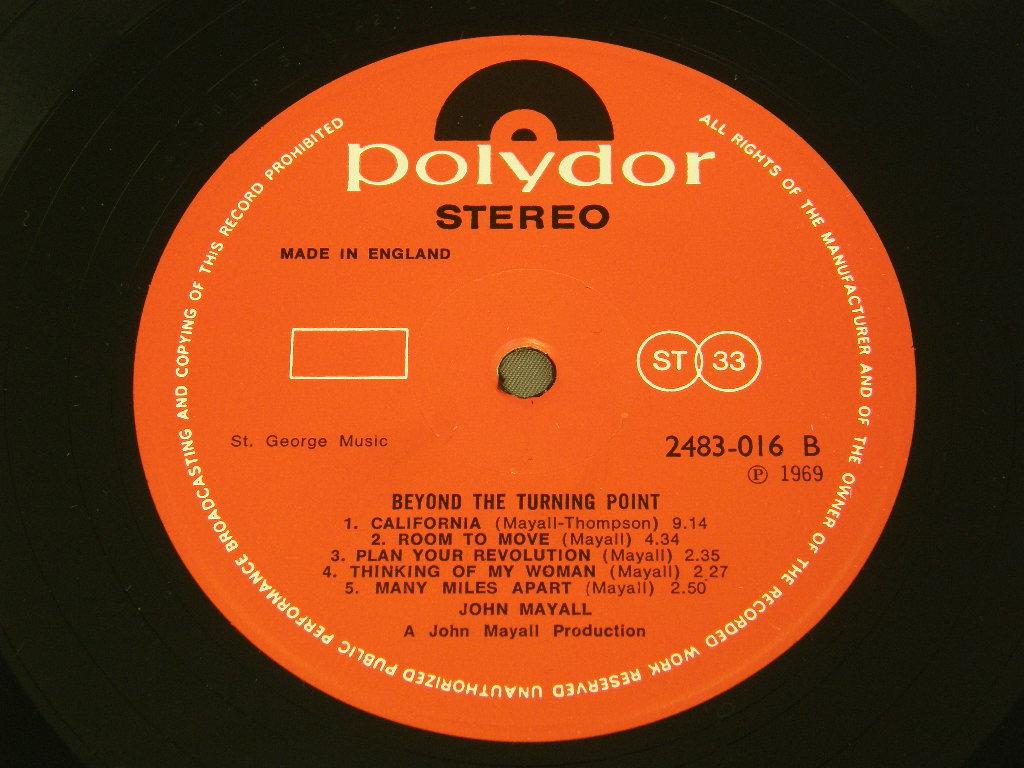 polydor
STEREO
MADE IN ENGLAND
ST 33
St. George Music
2483-016 B
℗ 1969
BEYOND THE TURNING POINT
1. CALIFORNIA (Mayall-Thompson) 9.14
2. ROOM TO MOVE (Mayall) 4.34
3. PLAN YOUR REVOLUTION (Mayall) 2.35
4. THINKING OF MY WOMAN (Mayall) 2 27
5. MANY MILES APART (Mayall) 2.50
JOHN MAYALL
A John Mayall Production
ALL RIGHTS OF THE MANUFACTURER AND OF THE OWNER OF THE RECORDED WORK RESERVED UNAUTHORIZED PUBLIC PERFORMANCE BROADCASTING AND COPYING OF THIS RECORD PROHIBITED